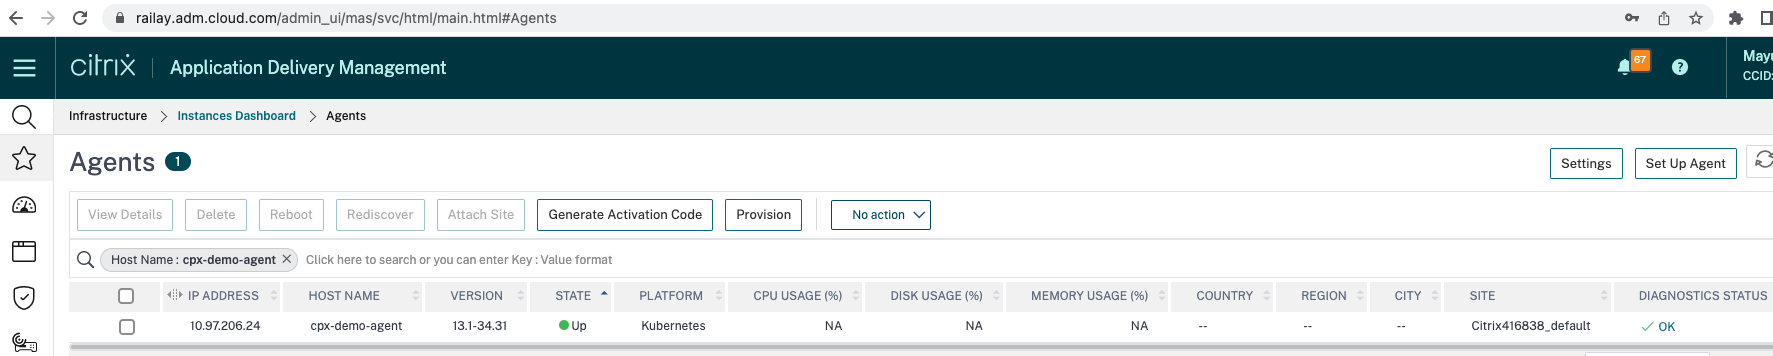 railay.adm.cloud.com/admin_ui/mas/svc/html/main.html#Agents
citrix Application Delivery Management 67 ? Mayu
CCID:
Infrastructure > Instances Dashboard > Agents
Agents 1 Settings Set Up Agent
View Details Delete Reboot Rediscover Attach Site Generate Activation Code Provision No action
Host Name : cpx-demo-agent × Click here to search or you can enter Key : Value format
IP ADDRESS HOST NAME VERSION STATE PLATFORM CPU USAGE (%) DISK USAGE (%) MEMORY USAGE (%) COUNTRY REGION CITY SITE DIAGNOSTICS STATUS
10.97.206.24 cpx-demo-agent 13.1-34.31 Up Kubernetes NA NA NA -- -- -- Citrix416838_default OK